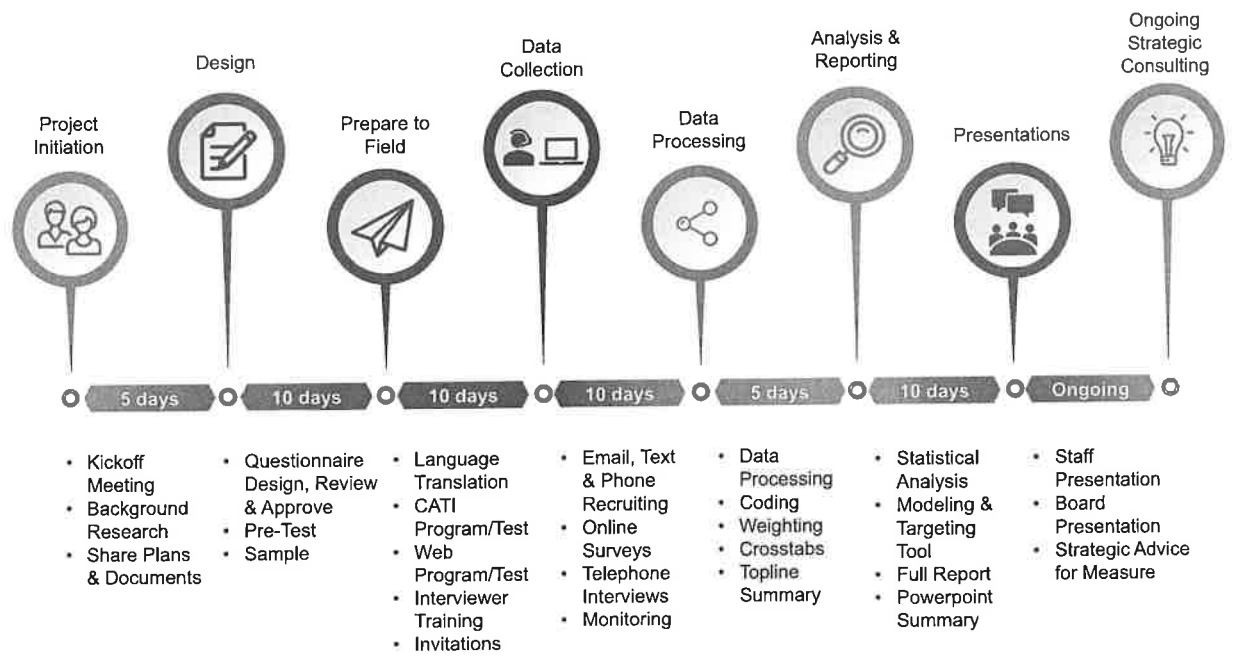 Project
Initiation
Design
Prepare to
Field
Data
Collection
Data
Processing
Analysis &
Reporting
Presentations
Ongoing
Strategic
Consulting
5 days
10 days
10 days
10 days
5 days
10 days
Ongoing
• Kickoff
Meeting
• Background
Research
• Share Plans
& Documents
• Questionnaire
Design, Review
& Approve
• Pre-Test
• Sample
• Language
Translation
• CATI
Program/Test
• Web
Program/Test
• Interviewer
Training
• Invitations
• Email, Text
& Phone
Recruiting
• Online
Surveys
• Telephone
Interviews
• Monitoring
• Data
Processing
• Coding
• Weighting
• Crosstabs
• Topline
Summary
• Statistical
Analysis
• Modeling &
Targeting
Tool
• Full Report
• Powerpoint
Summary
• Staff
Presentation
• Board
Presentation
• Strategic Advice
for Measure